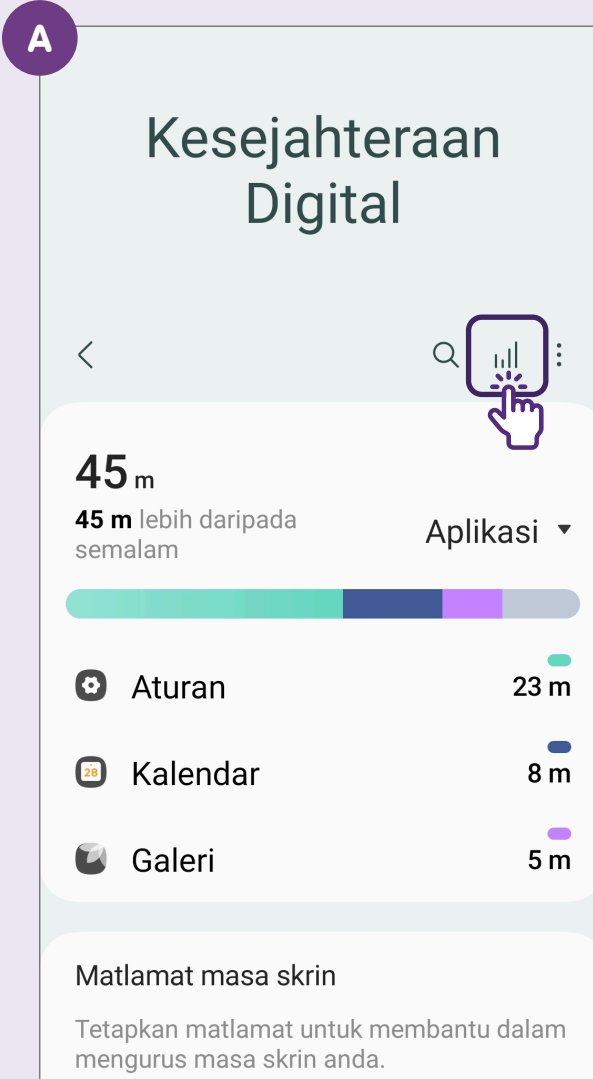 A
Kesejahteraan
Digital
45 m
45 m lebih daripada
semalam
Aplikasi
Aturan
23 m
28
Kalendar
8 m
Galeri
5 m
Matlamat masa skrin
Tetapkan matlamat untuk membantu dalam
mengurus masa skrin anda.